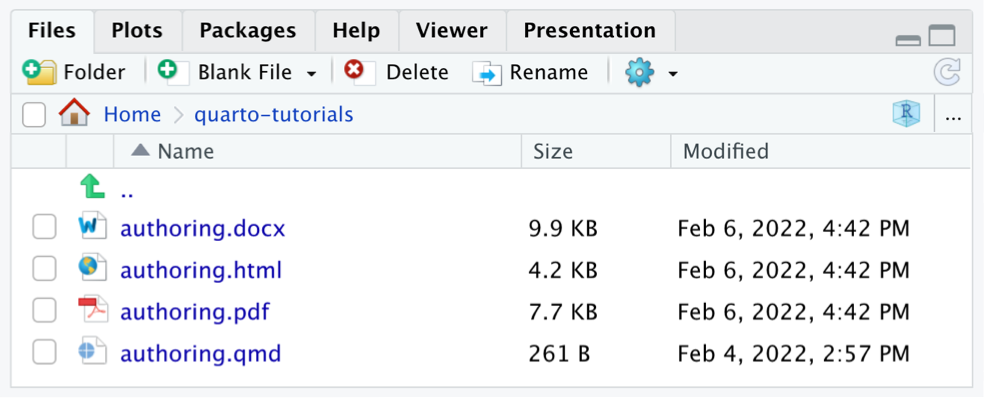 Files Plots Packages Help Viewer Presentation
Folder Blank File Delete Rename
Home quarto-tutorials R ...
Name Size Modified
..
authoring.docx 9.9 KB Feb 6, 2022, 4:42 PM
authoring.html 4.2 KB Feb 6, 2022, 4:42 PM
authoring.pdf 7.7 KB Feb 6, 2022, 4:42 PM
authoring.qmd 261 B Feb 4, 2022, 2:57 PM